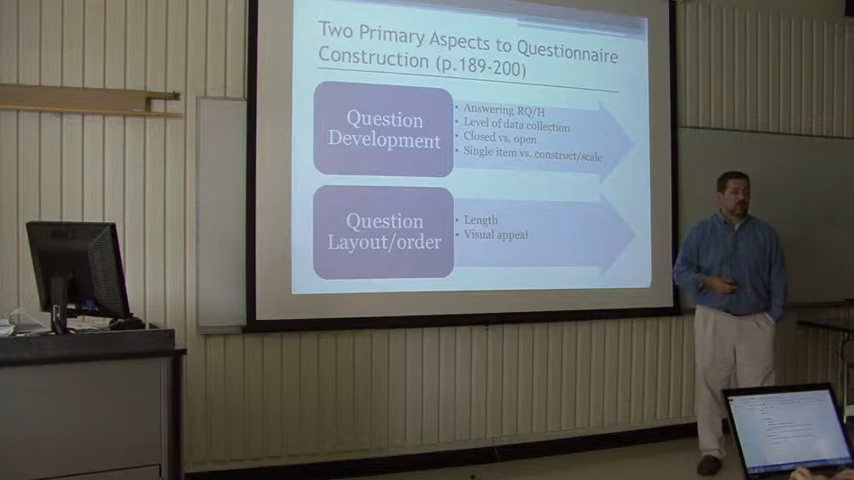 Two Primary Aspects to Questionnaire
Construction (p.189-200)
Question
Development
• Answering RQ/H
• Level of data collection
• Closed vs. open
• Single item vs. construct/scale
Question
Layout/order
• Length
• Visual appeal